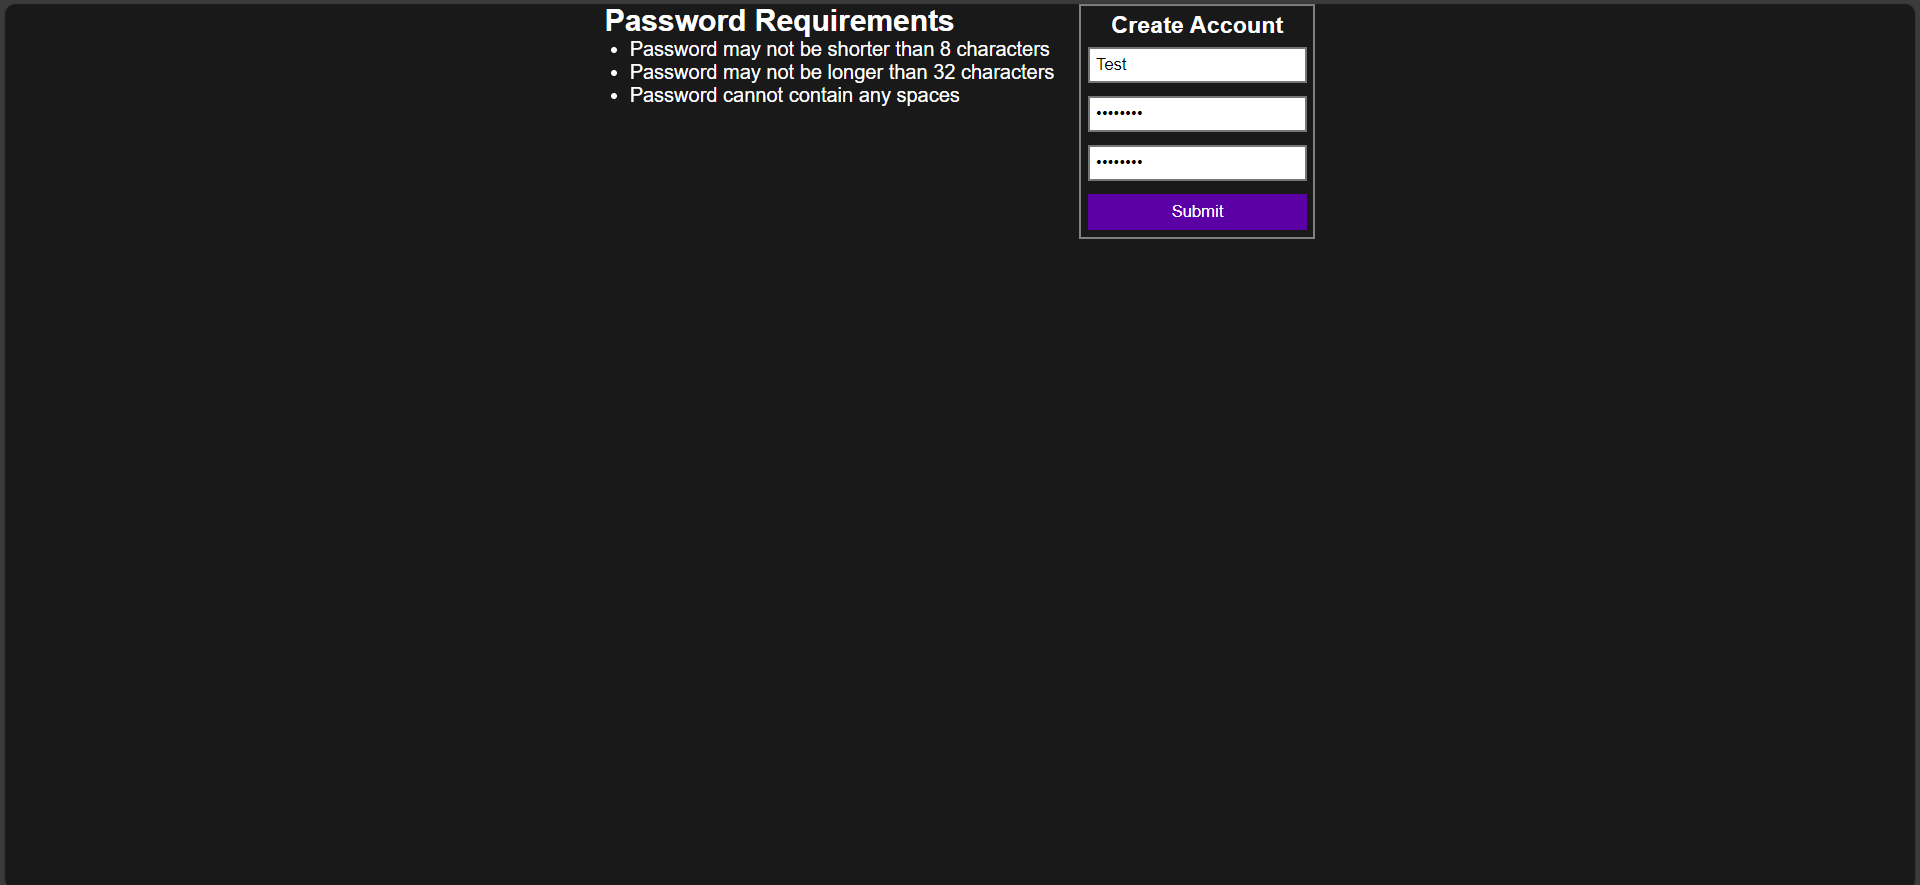 Password Requirements
• Password may not be shorter than 8 characters
• Password may not be longer than 32 characters
• Password cannot contain any spaces
Create Account
Test
••••••••
••••••••
Submit